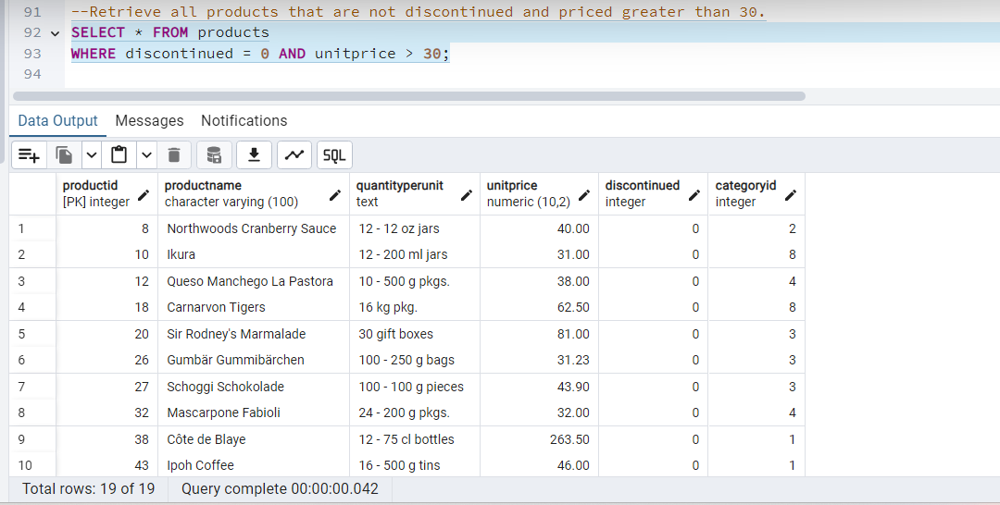 91 --Retrieve all products that are not discontinued and priced greater than 30.
92 SELECT * FROM products
93 WHERE discontinued = 0 AND unitprice > 30;
94
Data Output Messages Notifications
SQL
productid productname quantityperunit unitprice discontinued categoryid
[PK] integer character varying (100) text numeric (10,2) integer integer
1 8 Northwoods Cranberry Sauce 12 - 12 oz jars 40.00 0 2
2 10 Ikura 12 - 200 ml jars 31.00 0 8
3 12 Queso Manchego La Pastora 10 - 500 g pkgs. 38.00 0 4
4 18 Carnarvon Tigers 16 kg pkg. 62.50 0 8
5 20 Sir Rodney's Marmalade 30 gift boxes 81.00 0 3
6 26 Gumbär Gummibärchen 100 - 250 g bags 31.23 0 3
7 27 Schoggi Schokolade 100 - 100 g pieces 43.90 0 3
8 32 Mascarpone Fabioli 24 - 200 g pkgs. 32.00 0 4
9 38 Côte de Blaye 12 - 75 cl bottles 263.50 0 1
10 43 Ipoh Coffee 16 - 500 g tins 46.00 0 1
Total rows: 19 of 19 Query complete 00:00:00.042